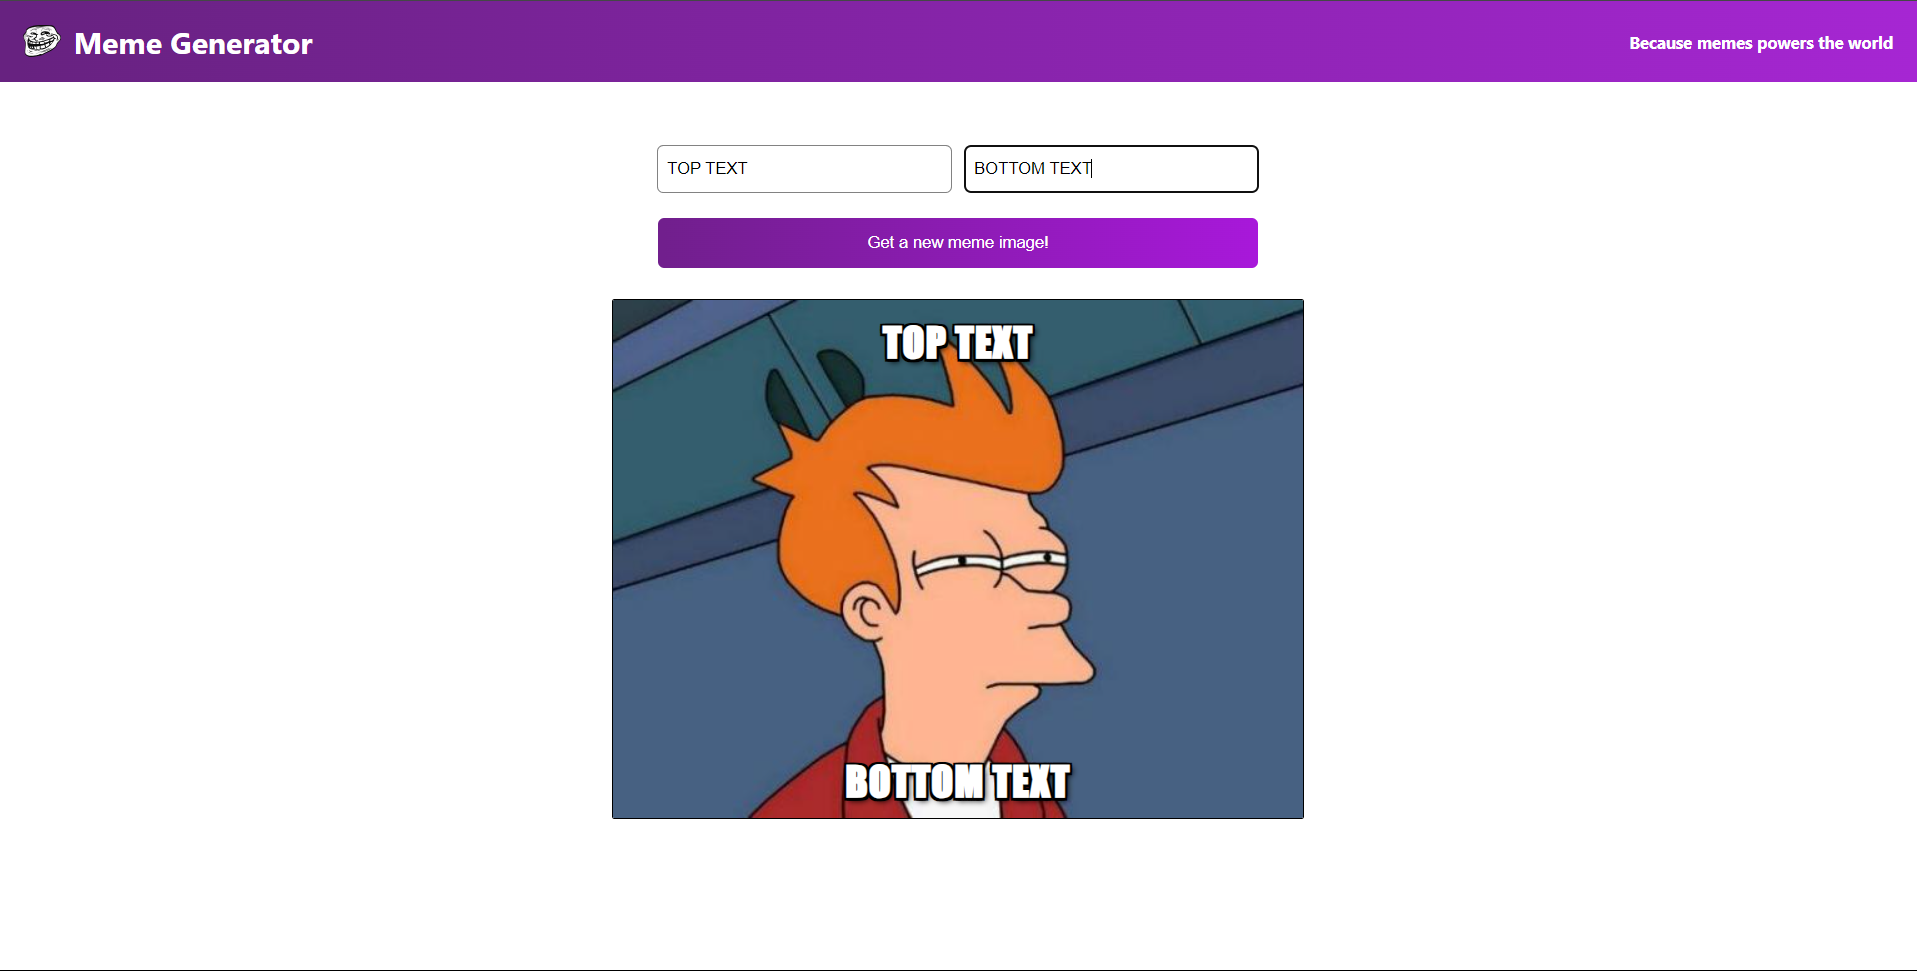 Meme Generator
Because memes powers the world
TOP TEXT
BOTTOM TEXT
Get a new meme image!
TOP TEXT
BOTTOM TEXT